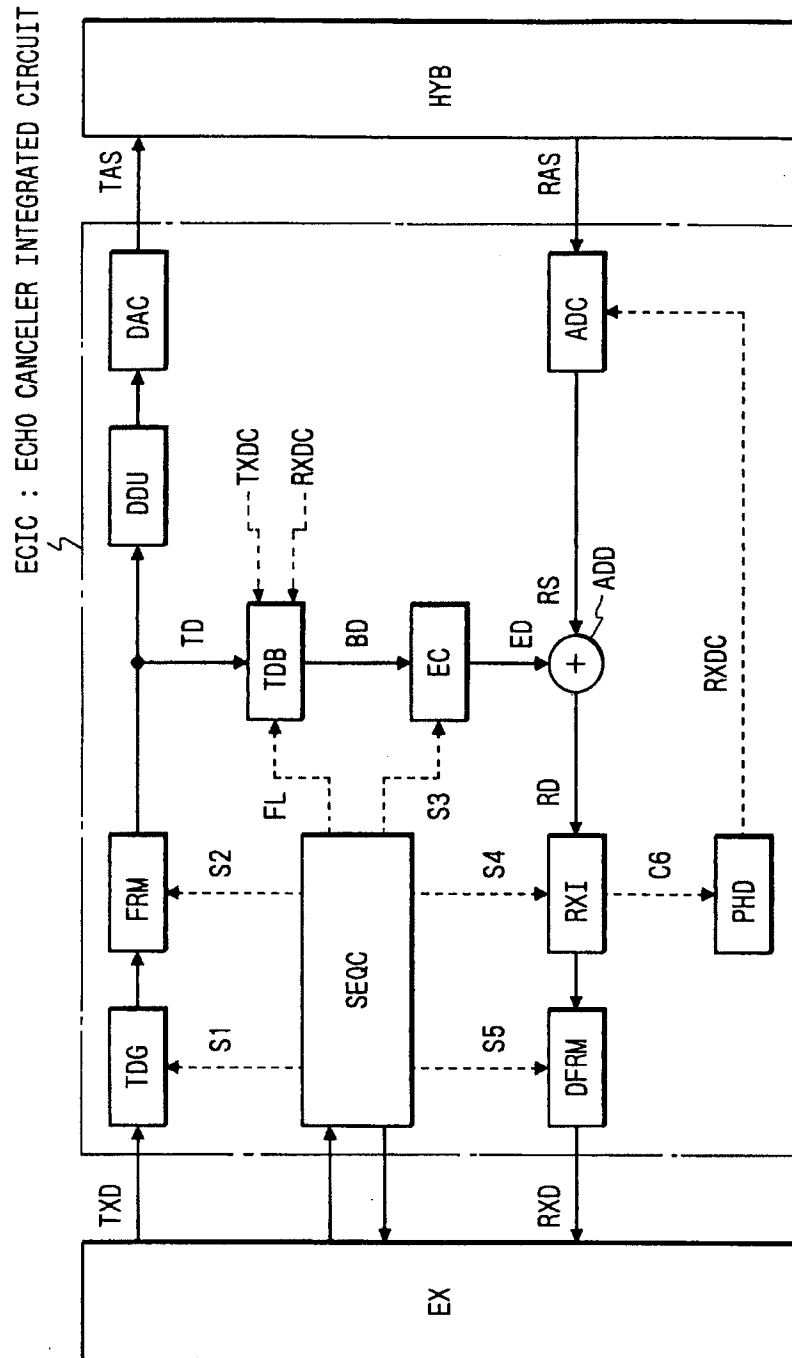 ECIC : ECHO CANCELER INTEGRATED CIRCUIT
EX
TXD
TDG
FRM
DDU
DAC
TAS
HYB
S1
S2
TD
TXDC
RXDC
TDB
FL
SEQC
BD
EC
S3
ED
S5
S4
RXD
DFRM
RXI
RD
ADD
RS
ADC
RAS
C6
PHD
RXDC